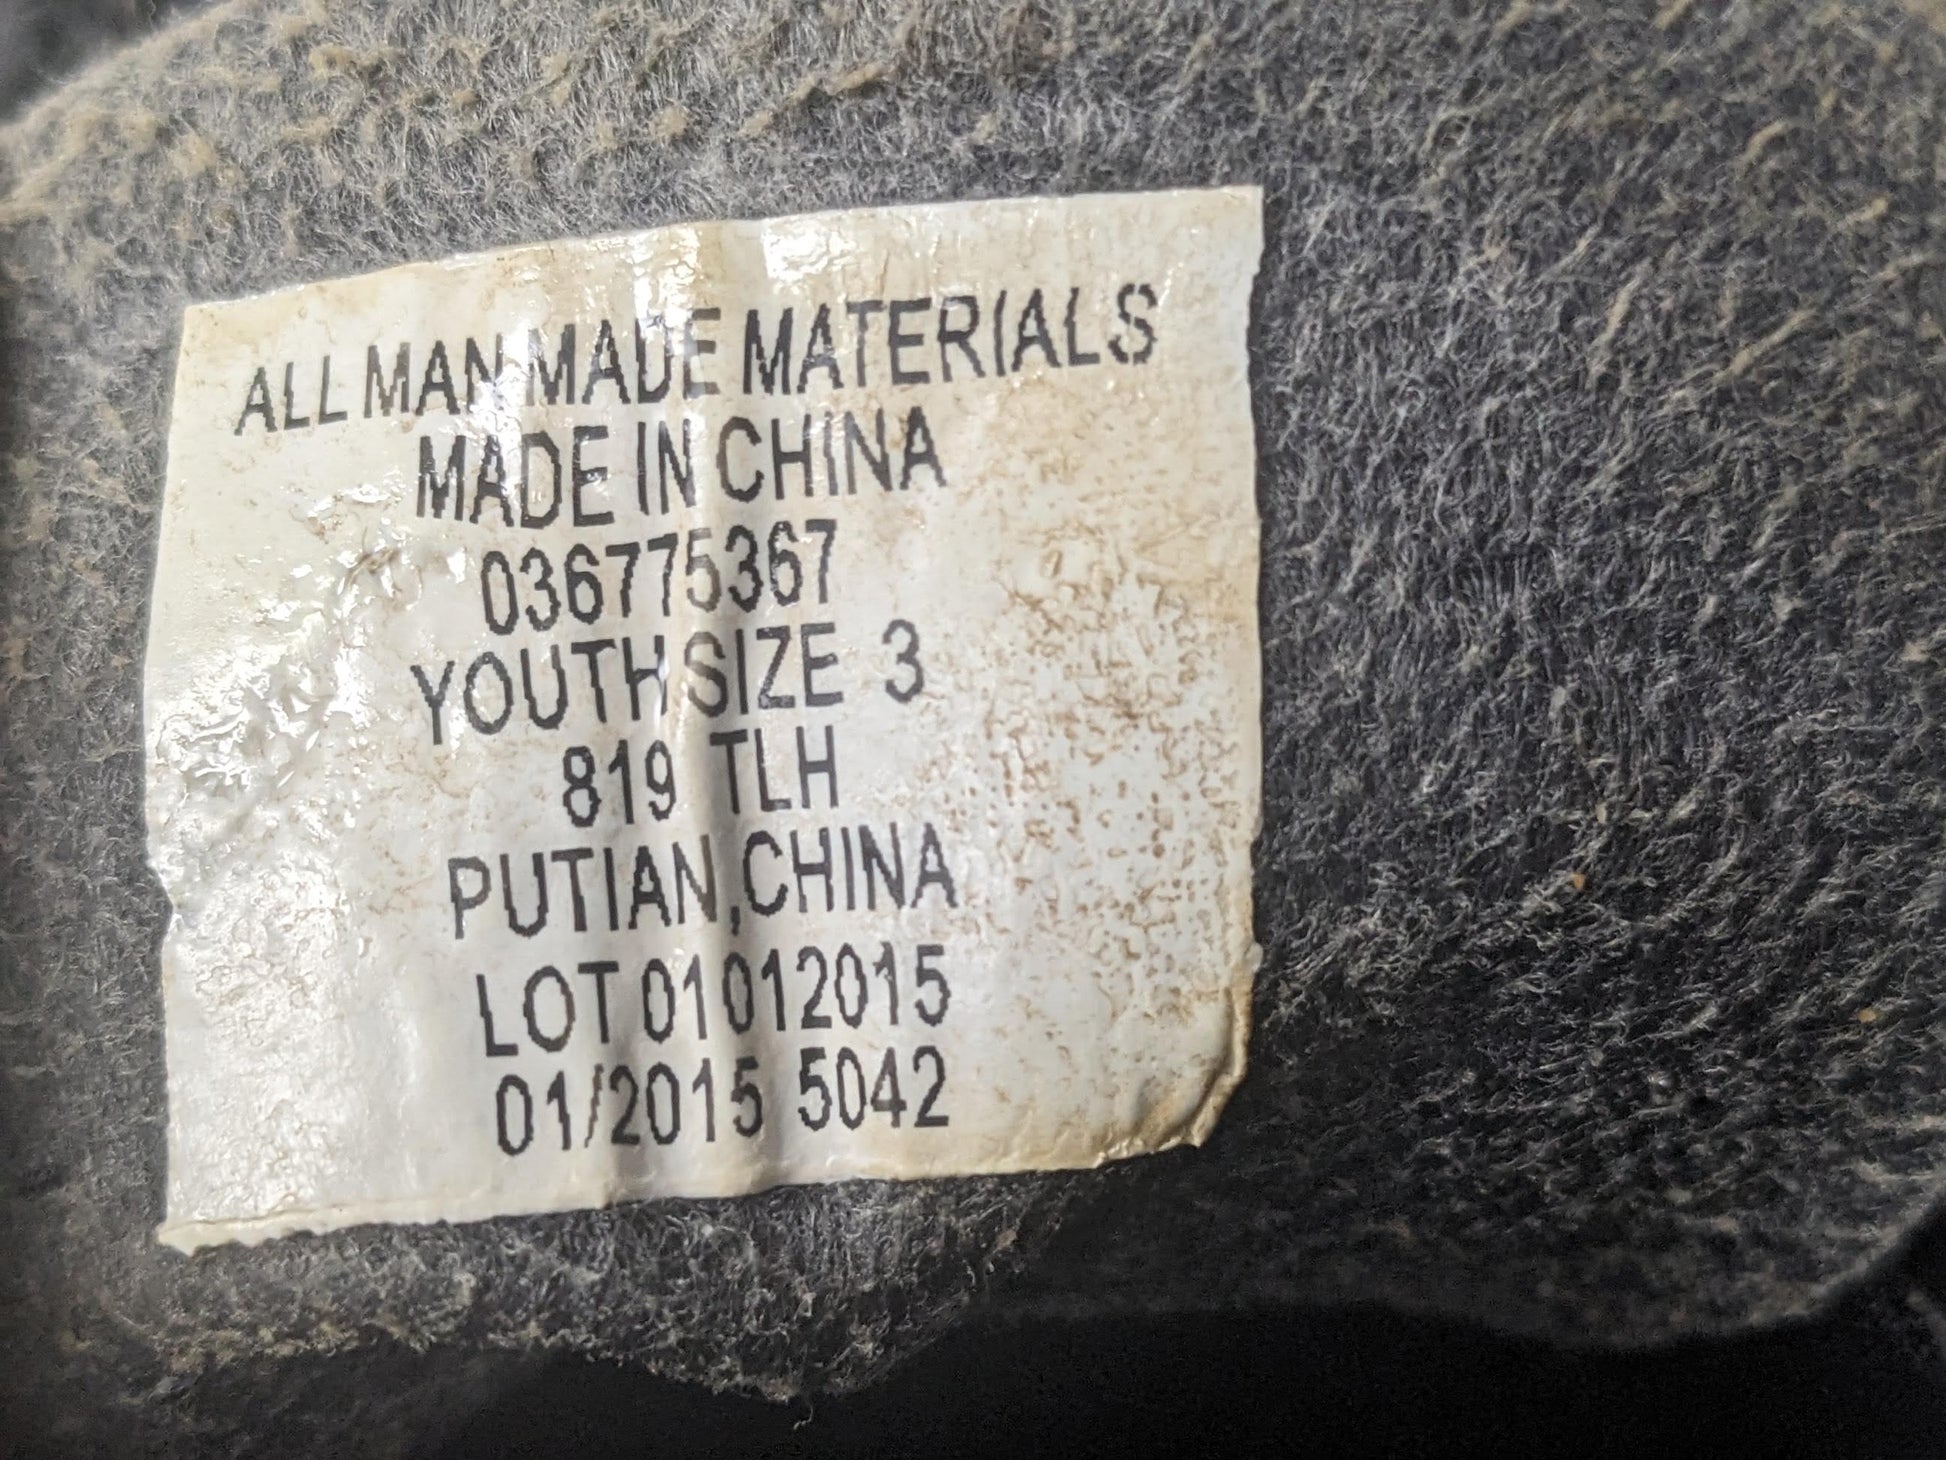 ALL MAN MADE MATERIALS
MADE IN CHINA
036775367
YOUTH SIZE 3
819 TLH
PUTIAN, CHINA
LOT 01012015
01/2015 5042